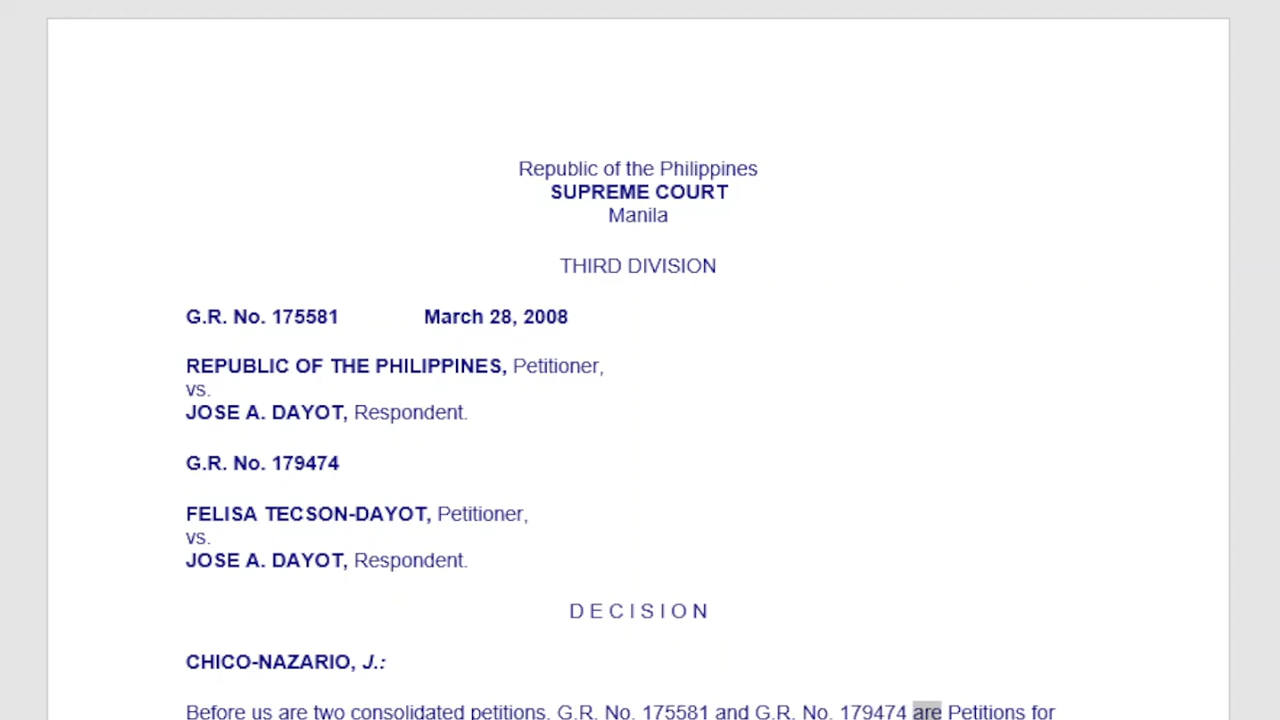 Republic of the Philippines
SUPREME COURT
Manila
THIRD DIVISION
G.R. No. 175581 March 28, 2008
REPUBLIC OF THE PHILIPPINES, Petitioner,
vs.
JOSE A. DAYOT, Respondent.
G.R. No. 179474
FELISA TECSON-DAYOT, Petitioner,
vs.
JOSE A. DAYOT, Respondent.
D E C I S I O N
CHICO-NAZARIO, J.:
Before us are two consolidated petitions. G.R. No. 175581 and G.R. No. 179474 are Petitions for